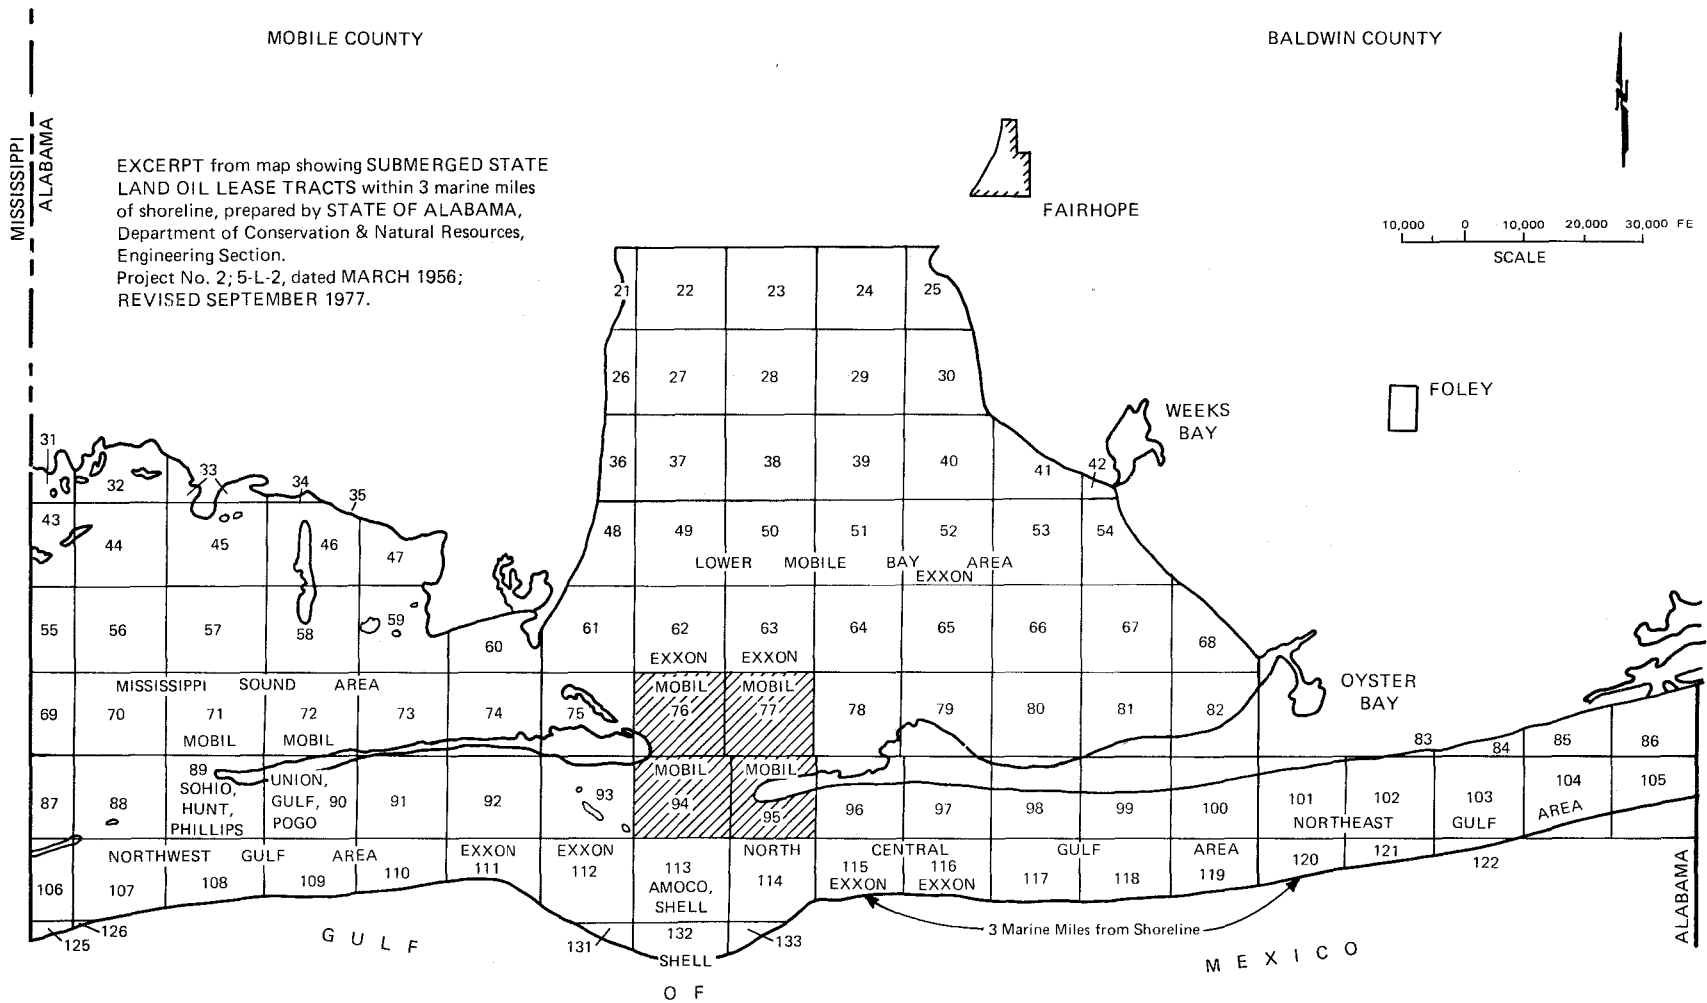 MOBILE COUNTY
BALDWIN COUNTY
MISSISSIPPI
ALABAMA
EXCERPT from map showing SUBMERGED STATE
LAND OIL LEASE TRACTS within 3 marine miles
of shoreline, prepared by STATE OF ALABAMA,
Department of Conservation & Natural Resources,
Engineering Section.
Project No. 2; 5-L-2, dated MARCH 1956;
REVISED SEPTEMBER 1977.
N
FAIRHOPE
10,000 0 10,000 20,000 30,000 FE
SCALE
21 22 23 24 25
26 27 28 29 30
FOLEY
WEEKS
BAY
31 32 33 34 35 36 37 38 39 40 41 42
43 44 45 46 47 48 49 50 51 52 53 54
LOWER MOBILE BAY AREA
EXXON
55 56 57 58 59 60 61 62 63 64 65 66 67 68
EXXON EXXON
OYSTER
BAY
MISSISSIPPI SOUND AREA
MOBIL MOBIL
69 70 71 72 73 74 75 76 77 78 79 80 81 82
MOBIL MOBIL
83 84 85 86
MOBIL MOBIL
87 88 89 90 91 92 93 94 95 96 97 98 99 100 101 102 103 104 105
SOHIO,
HUNT,
PHILLIPS
UNION,
GULF,
POGO
NORTHEAST GULF AREA
NORTHWEST GULF AREA
EXXON EXXON
NORTH CENTRAL GULF AREA
106 107 108 109 110 111 112 113 114 115 116 117 118 119 120 121 122
AMOCO,
SHELL
EXXON EXXON
125 126 131 132 133
SHELL
3 Marine Miles from Shoreline
ALABAMA
GULF
OF
MEXICO